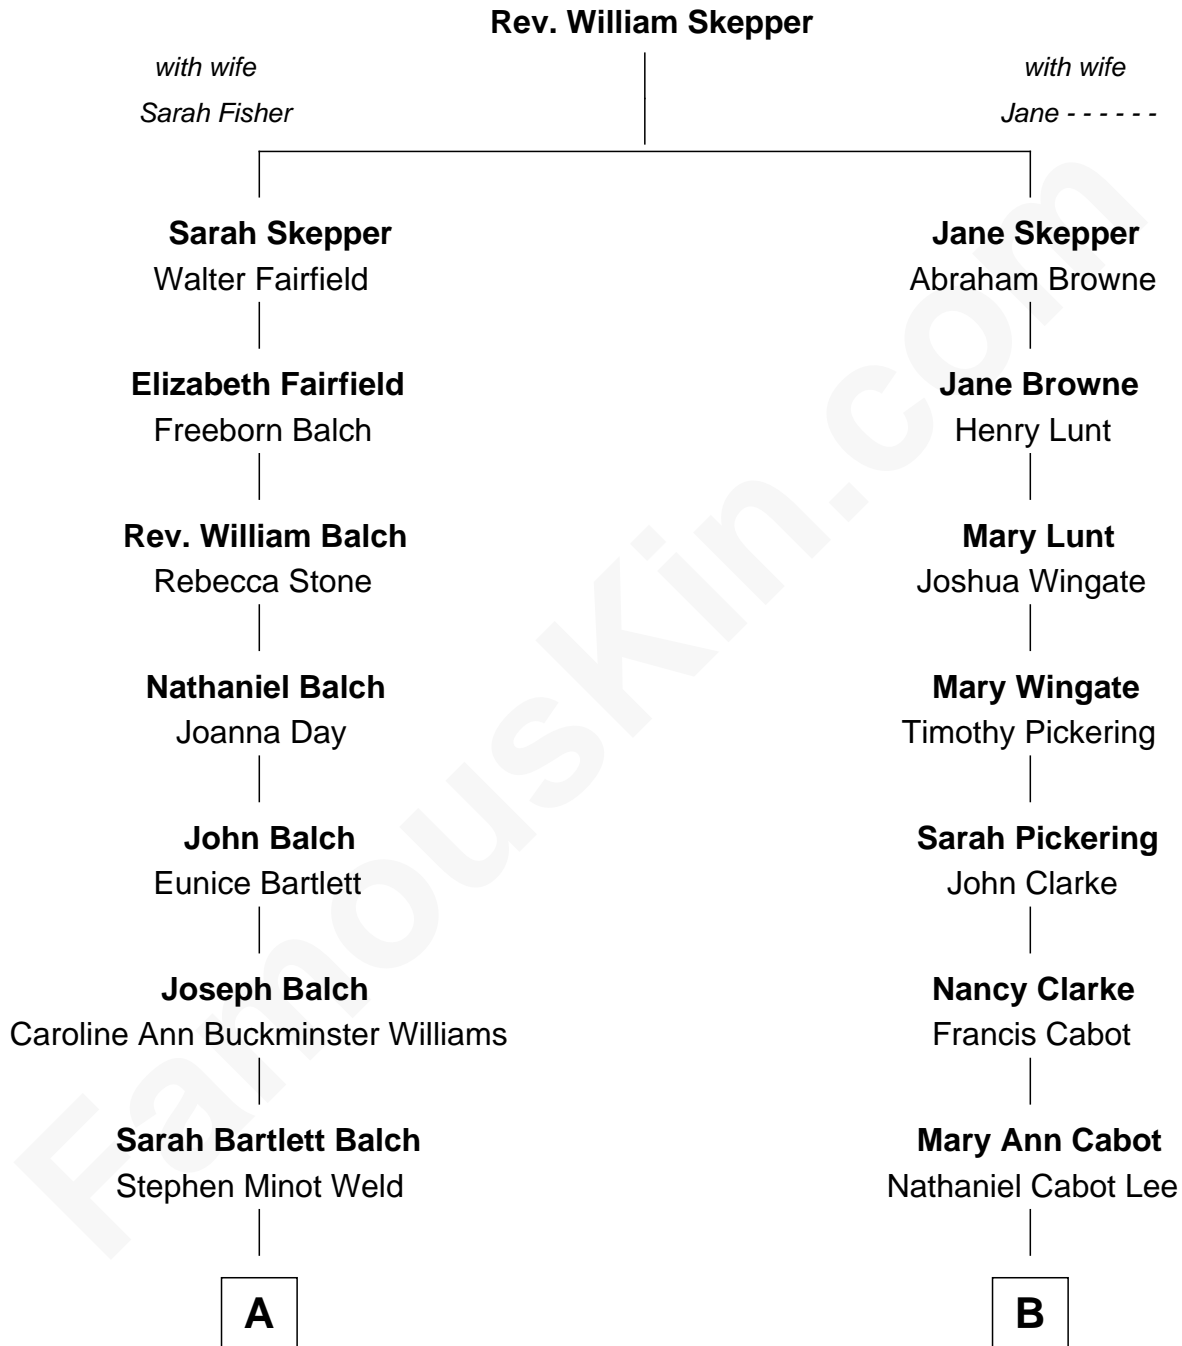 Rev. William Skepper
with wife
Sarah Fisher
with wife
Jane - - - - - -
Sarah Skepper
Walter Fairfield
Jane Skepper
Abraham Browne
Elizabeth Fairfield
Freeborn Balch
Jane Browne
Henry Lunt
Rev. William Balch
Rebecca Stone
Mary Lunt
Joshua Wingate
Nathaniel Balch
Joanna Day
Mary Wingate
Timothy Pickering
John Balch
Eunice Bartlett
Sarah Pickering
John Clarke
Joseph Balch
Caroline Ann Buckminster Williams
Nancy Clarke
Francis Cabot
Sarah Bartlett Balch
Stephen Minot Weld
Mary Ann Cabot
Nathaniel Cabot Lee
A
B
FamousKin.com